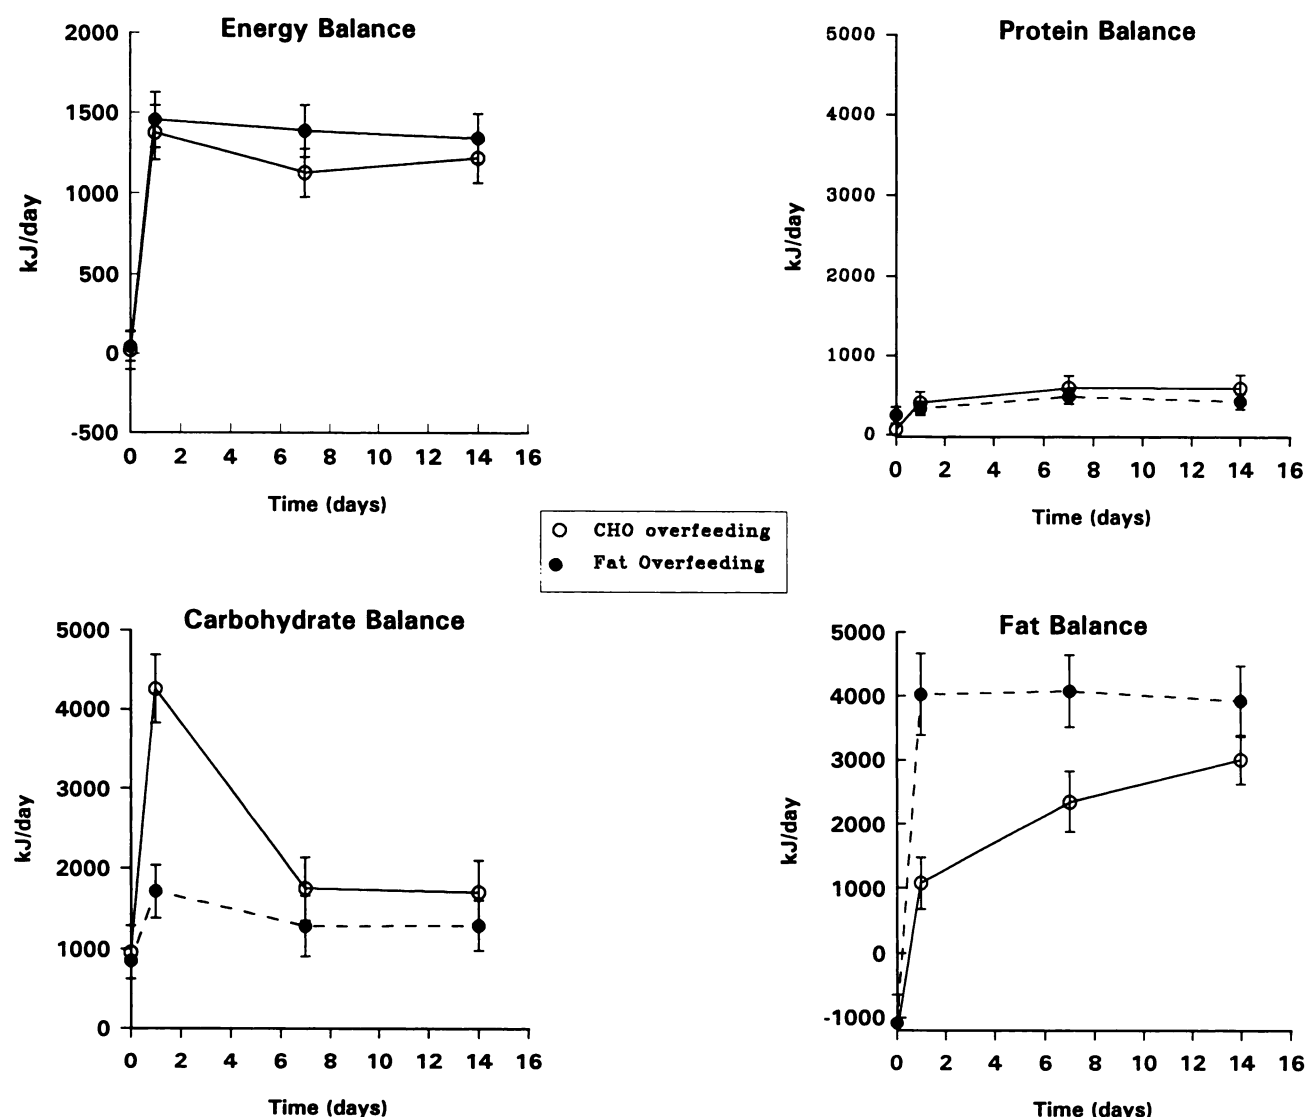 Energy Balance
2000
1500
1000
500
0
-500
kJ/day
0 2 4 6 8 10 12 14 16
Time (days)
Protein Balance
5000
4000
3000
2000
1000
0
kJ/day
0 2 4 6 8 10 12 14 16
Time (days)
CHO overfeeding
Fat Overfeeding
Carbohydrate Balance
5000
4000
3000
2000
1000
0
kJ/day
0 2 4 6 8 10 12 14 16
Time (days)
Fat Balance
5000
4000
3000
2000
1000
0
-1000
kJ/day
0 2 4 6 8 10 12 14 16
Time (days)